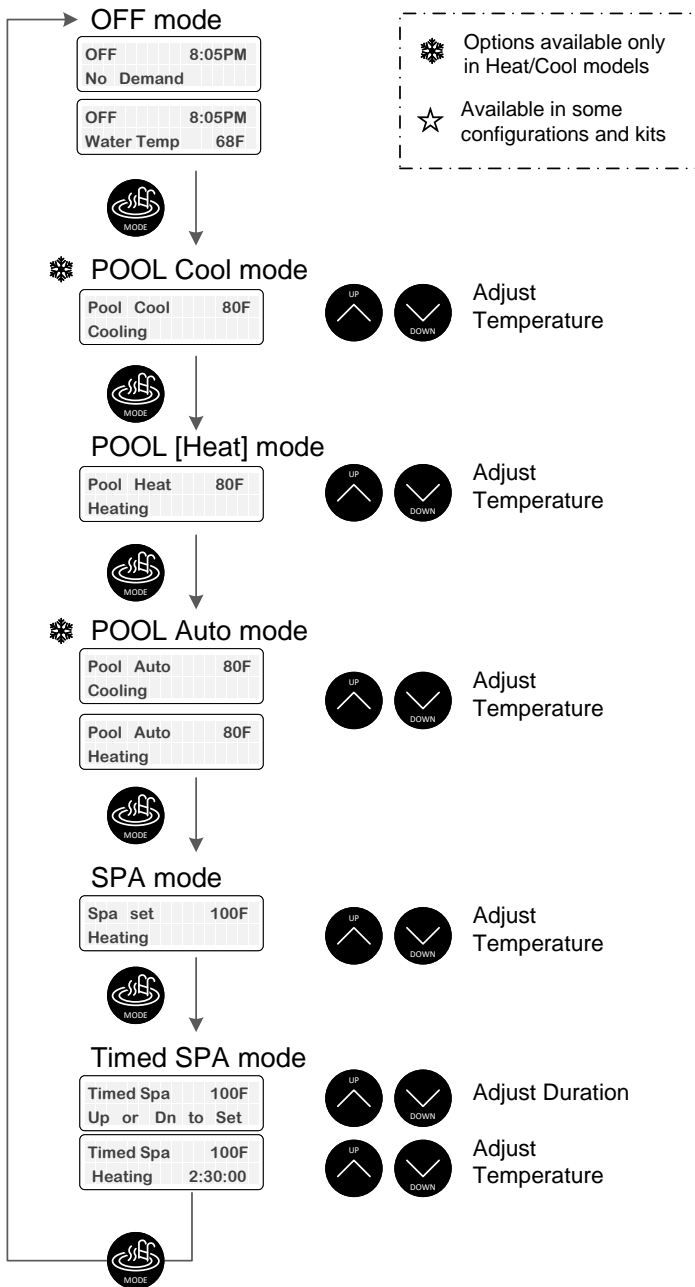 OFF mode
OFF 8:05PM
No Demand
OFF 8:05PM
Water Temp 68F
Options available only
in Heat/Cool models
Available in some
configurations and kits
MODE
POOL Cool mode
Pool Cool 80F
Cooling
UP
DOWN
Adjust
Temperature
MODE
POOL [Heat] mode
Pool Heat 80F
Heating
UP
DOWN
Adjust
Temperature
MODE
POOL Auto mode
Pool Auto 80F
Cooling
Pool Auto 80F
Heating
UP
DOWN
Adjust
Temperature
MODE
SPA mode
Spa set 100F
Heating
UP
DOWN
Adjust
Temperature
MODE
Timed SPA mode
Timed Spa 100F
Up or Dn to Set
UP
DOWN
Adjust Duration
Timed Spa 100F
Heating 2:30:00
UP
DOWN
Adjust
Temperature
MODE